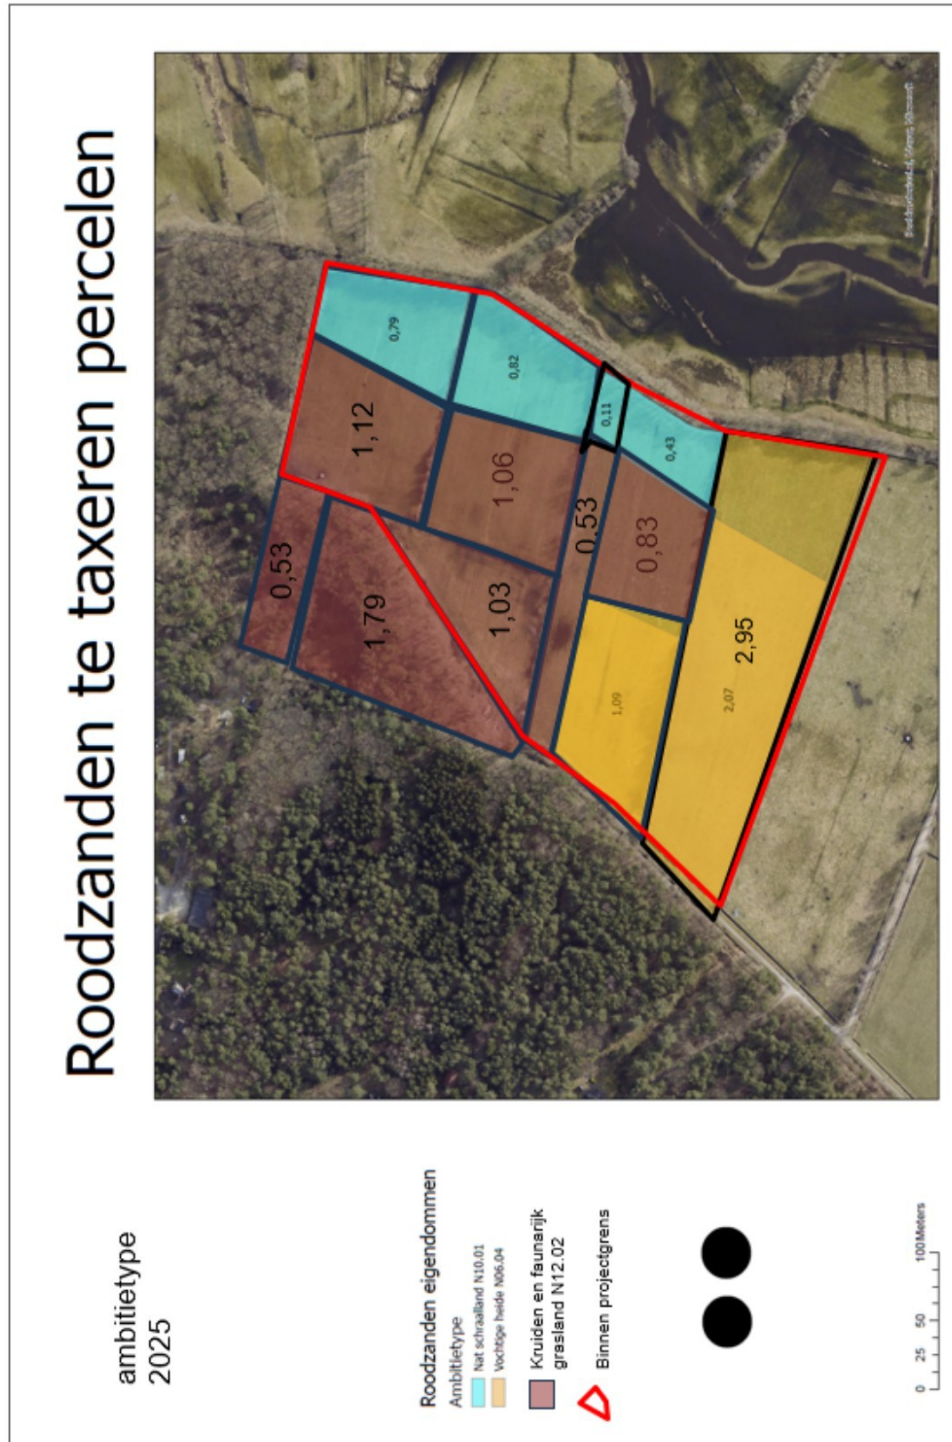 Roodzanden te taxeren percelen
ambitietype
2025
Roodzanden eigendommen
Ambitietype
Nat schraalland N10.01
Vochtige heide N06.04
Kruiden en faunarijk
grasland N12.02
Binnen projectgrens
0,53
1,79
1,12
0,79
1,03
1,06
0,82
0,53
0,11
1,09
0,83
0,43
2,07
2,95
0 25 50 100 Meters